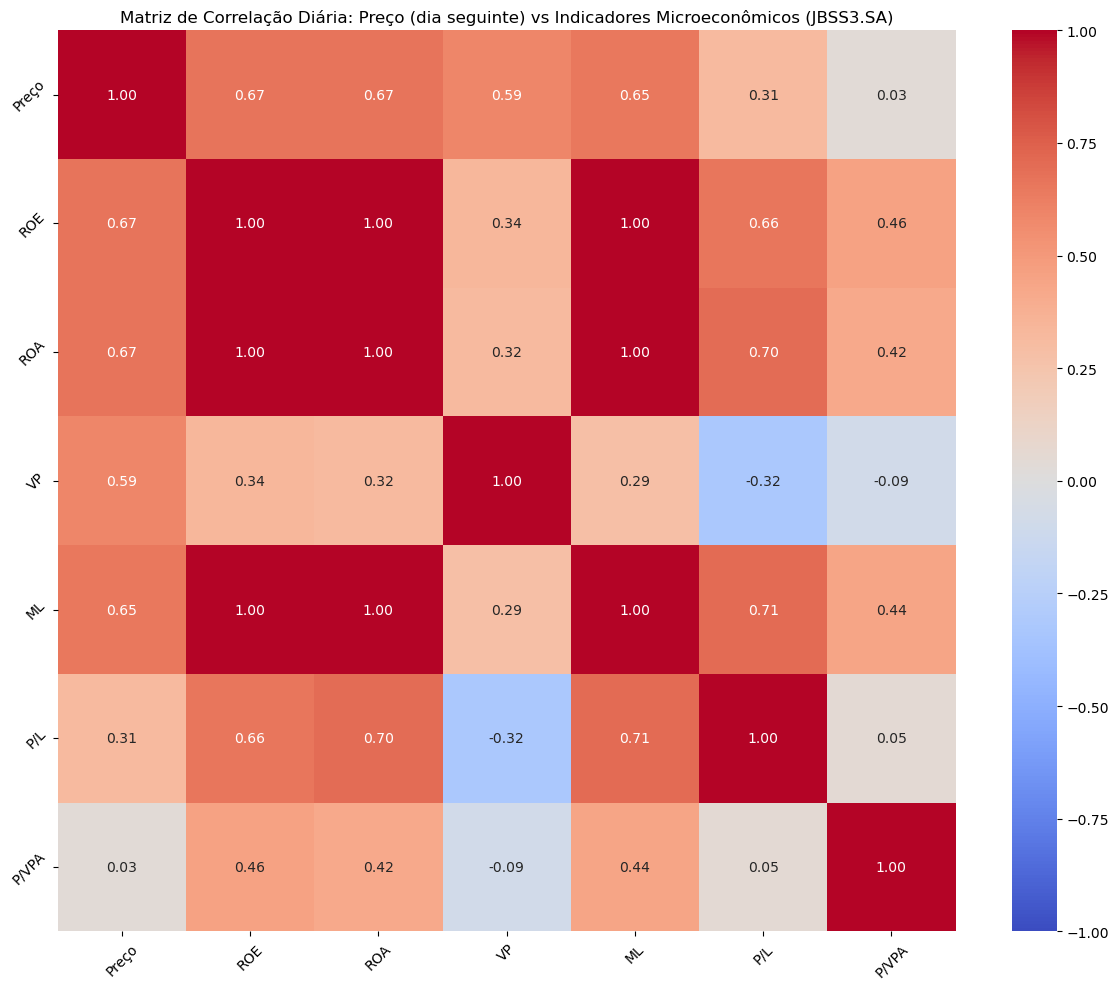 Matriz de Correlação Diária: Preço (dia seguinte) vs Indicadores Microeconômicos (JBSS3.SA)
Preço 1.00 0.67 0.67 0.59 0.65 0.31 0.03
ROE 0.67 1.00 1.00 0.34 1.00 0.66 0.46
ROA 0.67 1.00 1.00 0.32 1.00 0.70 0.42
VP 0.59 0.34 0.32 1.00 0.29 -0.32 -0.09
ML 0.65 1.00 1.00 0.29 1.00 0.71 0.44
P/L 0.31 0.66 0.70 -0.32 0.71 1.00 0.05
P/VPA 0.03 0.46 0.42 -0.09 0.44 0.05 1.00
Preço ROE ROA VP ML P/L P/VPA
1.00
0.75
0.50
0.25
0.00
−0.25
−0.50
−0.75
−1.00